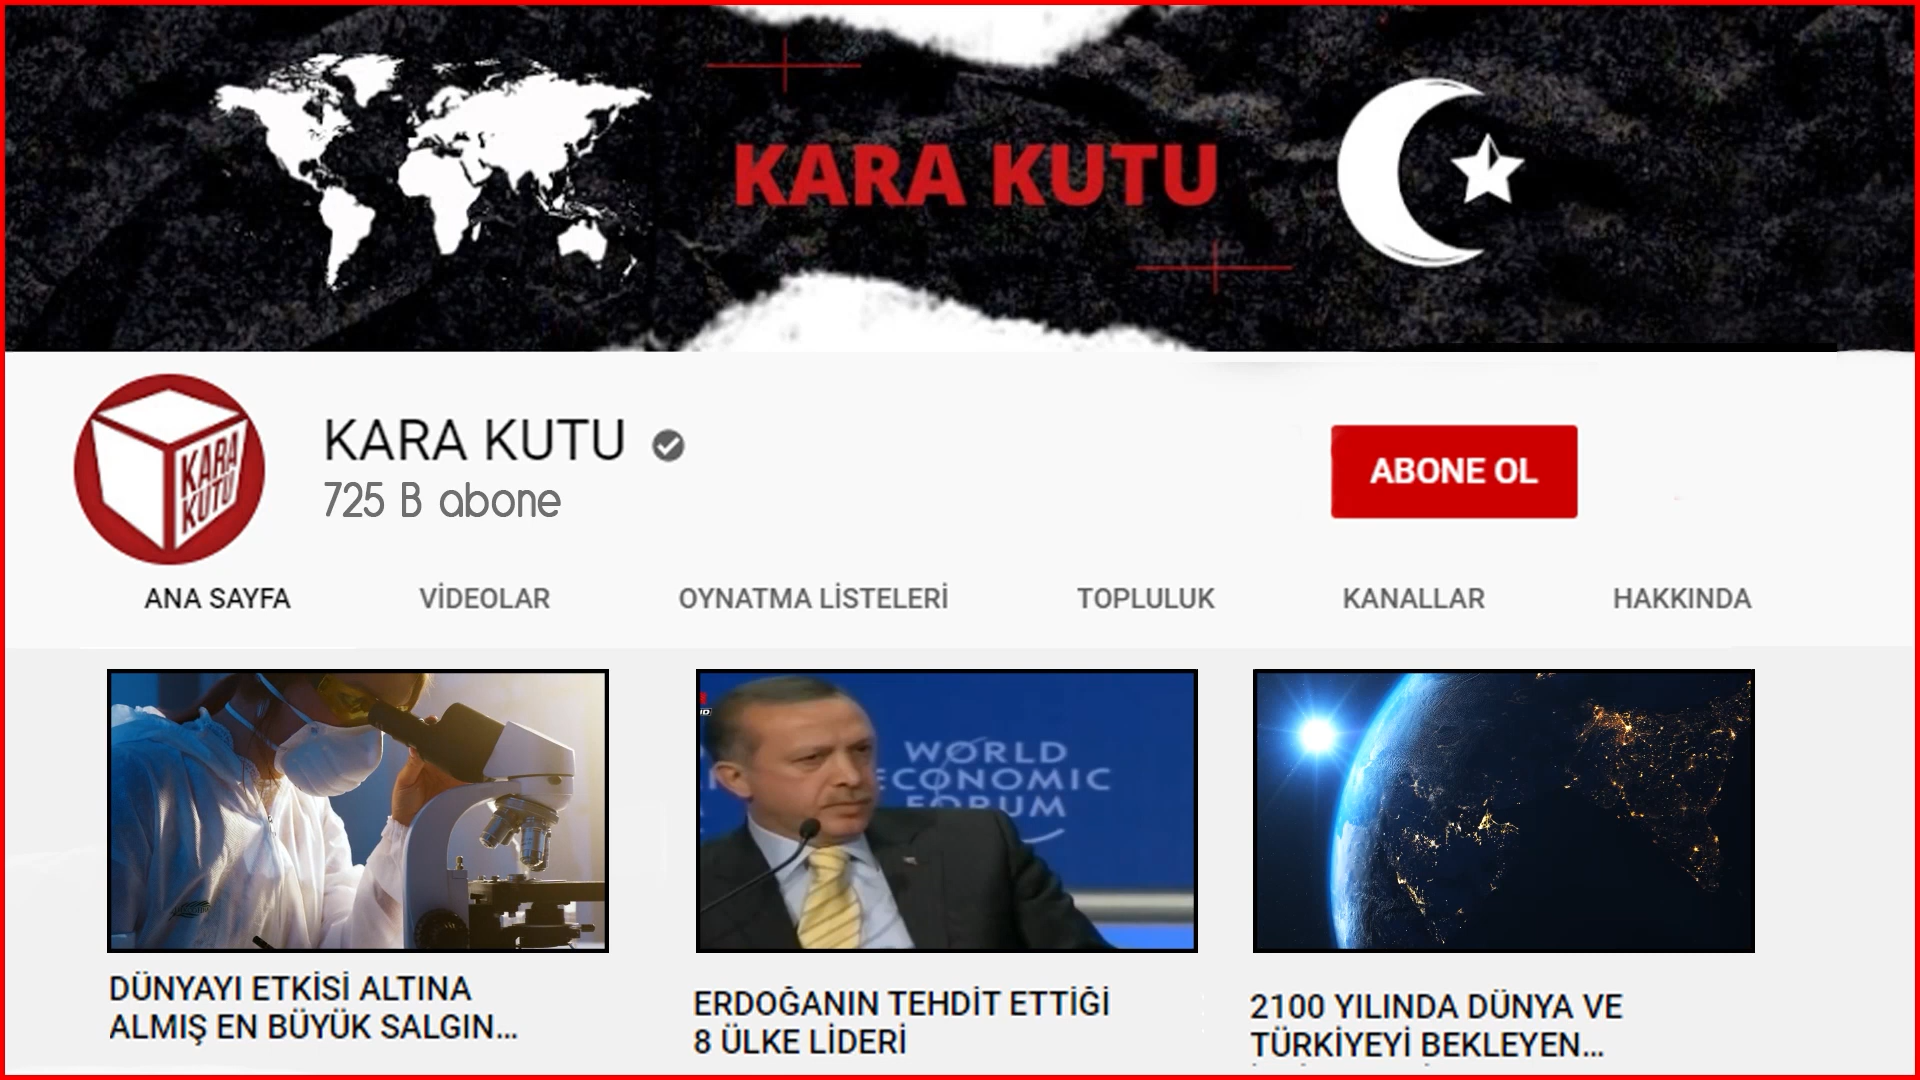 KARA KUTU
KARA
KUTU
KARA KUTU
725 B abone
ABONE OL
ANA SAYFA
VİDEOLAR
OYNATMA LİSTELERİ
TOPLULUK
KANALLAR
HAKKINDA
WORLD
ECONOMIC
FORUM
DÜNYAYI ETKİSİ ALTINA
ALMIŞ EN BÜYÜK SALGIN...
ERDOĞANIN TEHDİT ETTİĞİ
8 ÜLKE LİDERİ
2100 YILINDA DÜNYA VE
TÜRKİYEYİ BEKLEYEN...